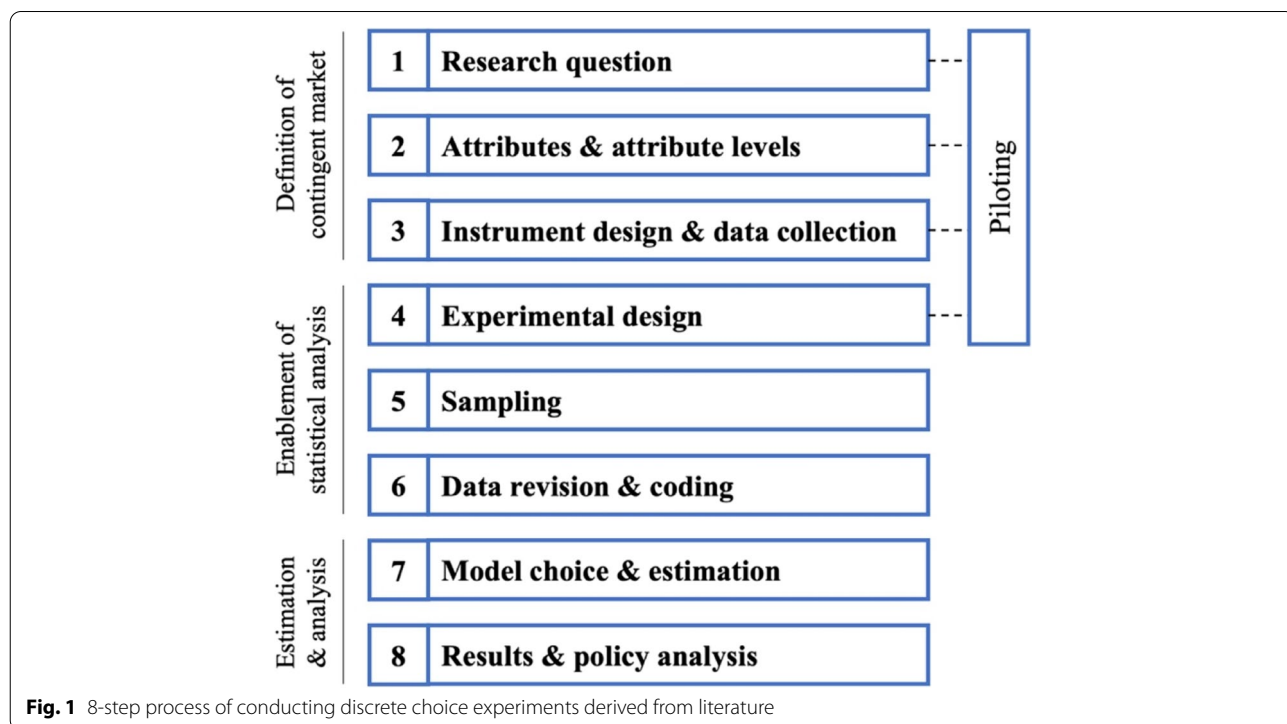 Definition of
contingent market
1 Research question
2 Attributes & attribute levels
3 Instrument design & data collection
Piloting
Enablement of
statistical analysis
4 Experimental design
5 Sampling
6 Data revision & coding
Estimation
& analysis
7 Model choice & estimation
8 Results & policy analysis
Fig. 1 8-step process of conducting discrete choice experiments derived from literature